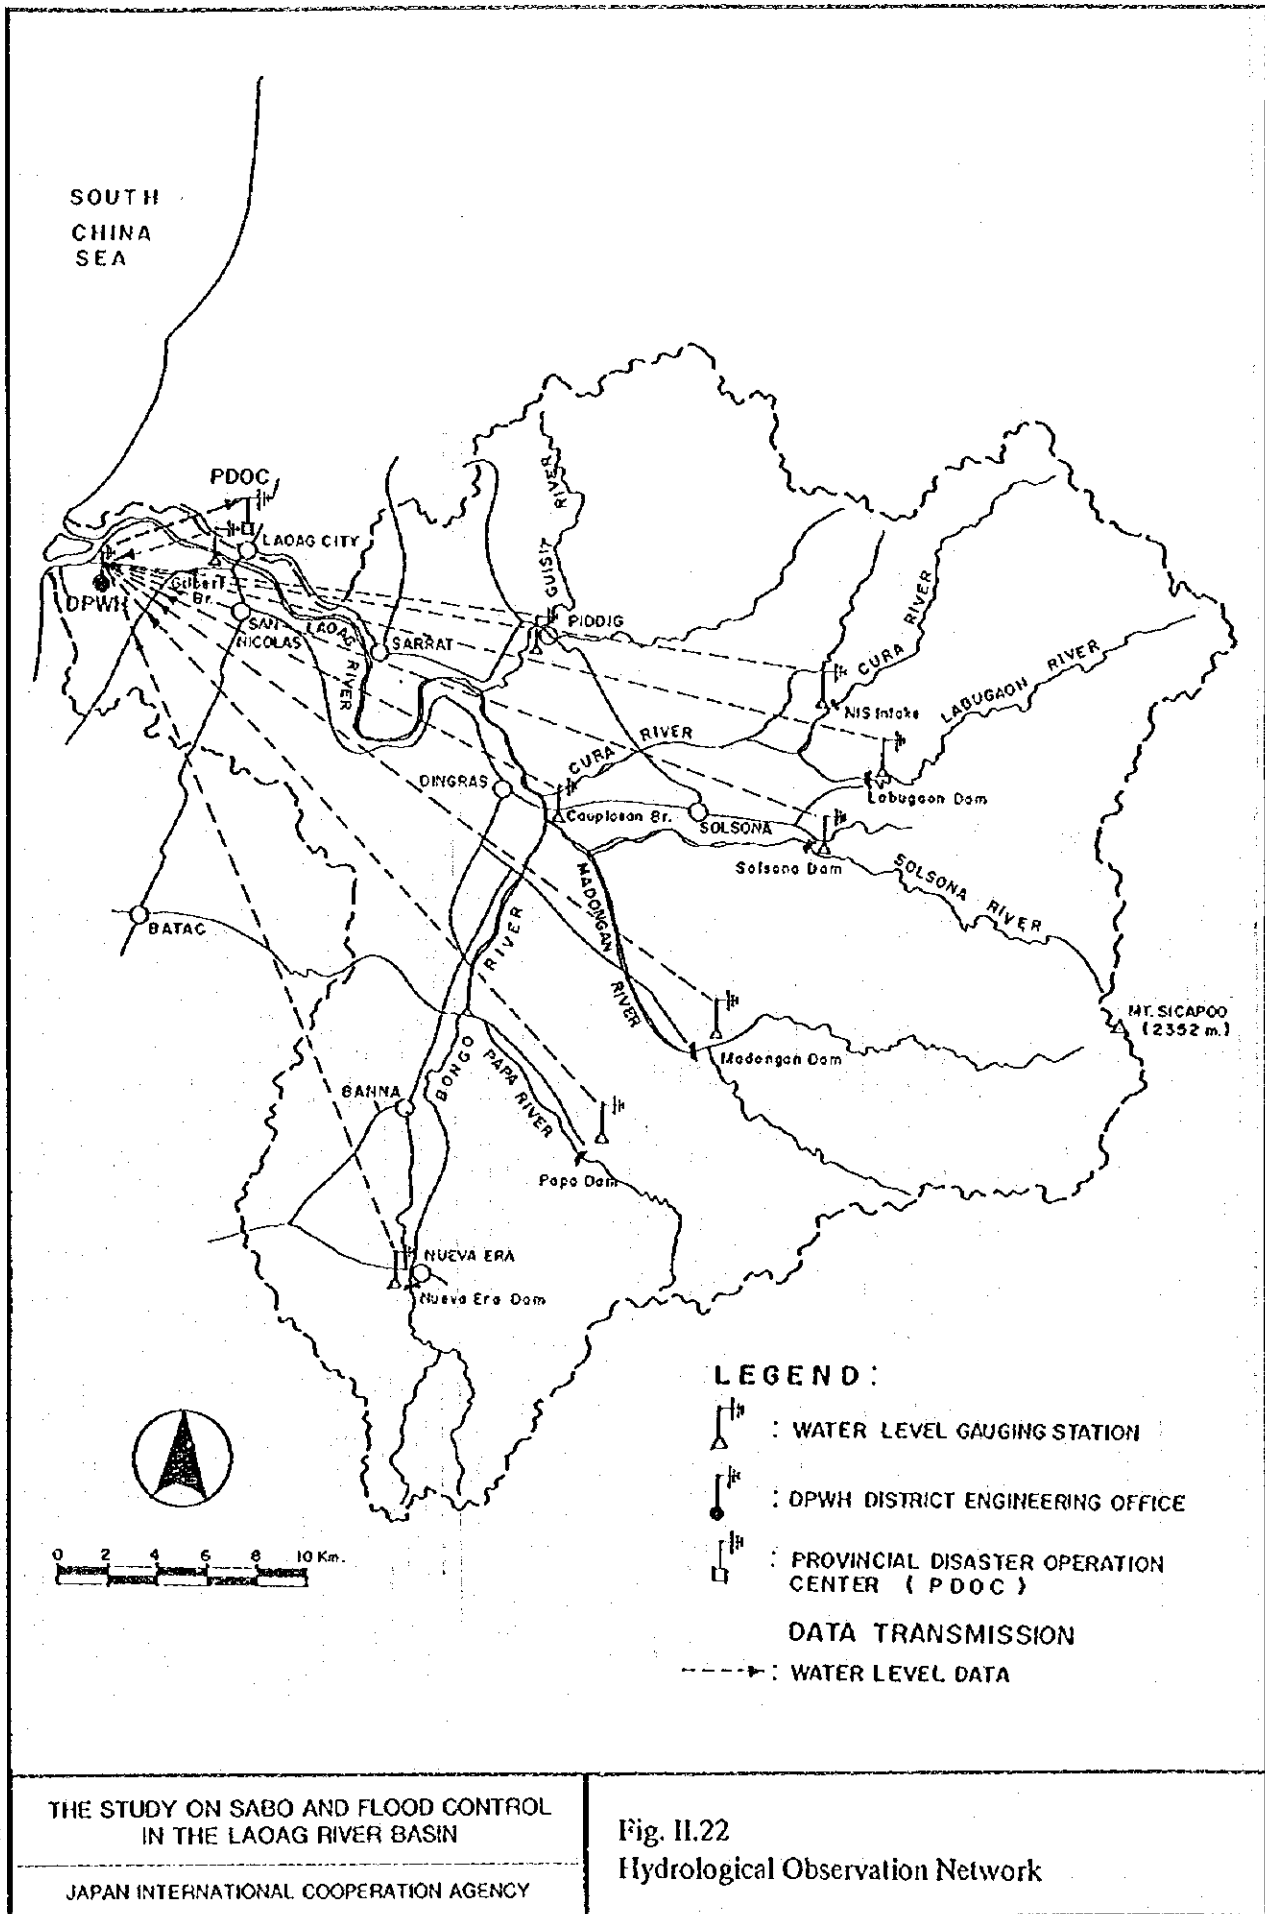 SOUTH
CHINA
SEA
PDOC
LAOAG CITY
Gilbert
Br.
DPWH
SAN
NICOLAS
LAOAG RIVER
SARRAT
GUISIT RIVER
PIDDIG
CURA RIVER
NIS Intake
LABUGAON RIVER
CURA RIVER
Labugaon Dam
DINGRAS
Cauplasan Br.
SOLSONA
Solsona Dam
SOLSONA RIVER
MADONGAN RIVER
BATAC
RIVER
BONGO
MT. SICAPOO
(2352 m.)
Madongan Dam
PAPA RIVER
BANNA
Papa Dam
NUEVA ERA
Nueva Era Dam
LEGEND :
: WATER LEVEL GAUGING STATION
: DPWH DISTRICT ENGINEERING OFFICE
: PROVINCIAL DISASTER OPERATION
CENTER ( PDOC )
DATA TRANSMISSION
: WATER LEVEL DATA
0 2 4 6 8 10 Km.
THE STUDY ON SABO AND FLOOD CONTROL
IN THE LAOAG RIVER BASIN
JAPAN INTERNATIONAL COOPERATION AGENCY
Fig. II.22
Hydrological Observation Network